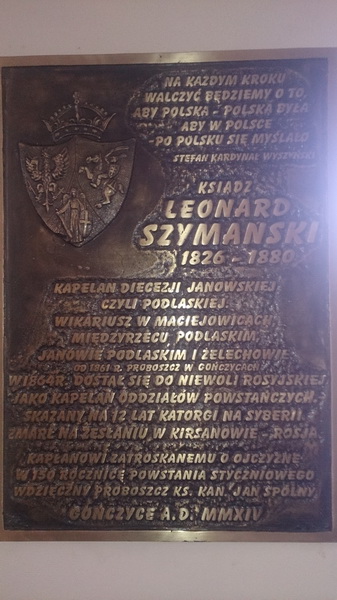 NA KAŻDYM KROKU
WALCZYĆ BĘDZIEMY O TO,
ABY POLSKA - POLSKĄ BYŁA
ABY W POLSCE
PO POLSKU SIĘ MYŚLAŁO
STEFAN KARDYNAŁ WYSZYŃSKI
KSIĄDZ
LEONARD
SZYMAŃSKI
1826 - 1880
KAPELAN DIECEZJI JANOWSKIEJ
CZYLI PODLASKIEJ.
WIKARIUSZ W MACIEJOWICACH
MIĘDZYRZECU PODLASKIM,
JANOWIE PODLASKIM I ŻELECHOWIE
OD 1861 R. PROBOSZCZ W GOŃCZYCACH
W 1864R. DOSTAŁ SIĘ DO NIEWOLI ROSYJSKIEJ
JAKO KAPELAN ODDZIAŁÓW POWSTAŃCZYCH.
SKAZANY NA 12 LAT KATORGI NA SYBERII.
ZMARŁ NA ZESŁANIU W KIRSANOWIE - ROSJA
KAPŁANOWI ZATROSKANEMU O OJCZYZNĘ
W 150 ROCZNICĘ POWSTANIA STYCZNIOWEGO
WDZIĘCZNY PROBOSZCZ KS. KAN. JAN SPÓLNY
GOŃCZYCE A.D. MMXIV